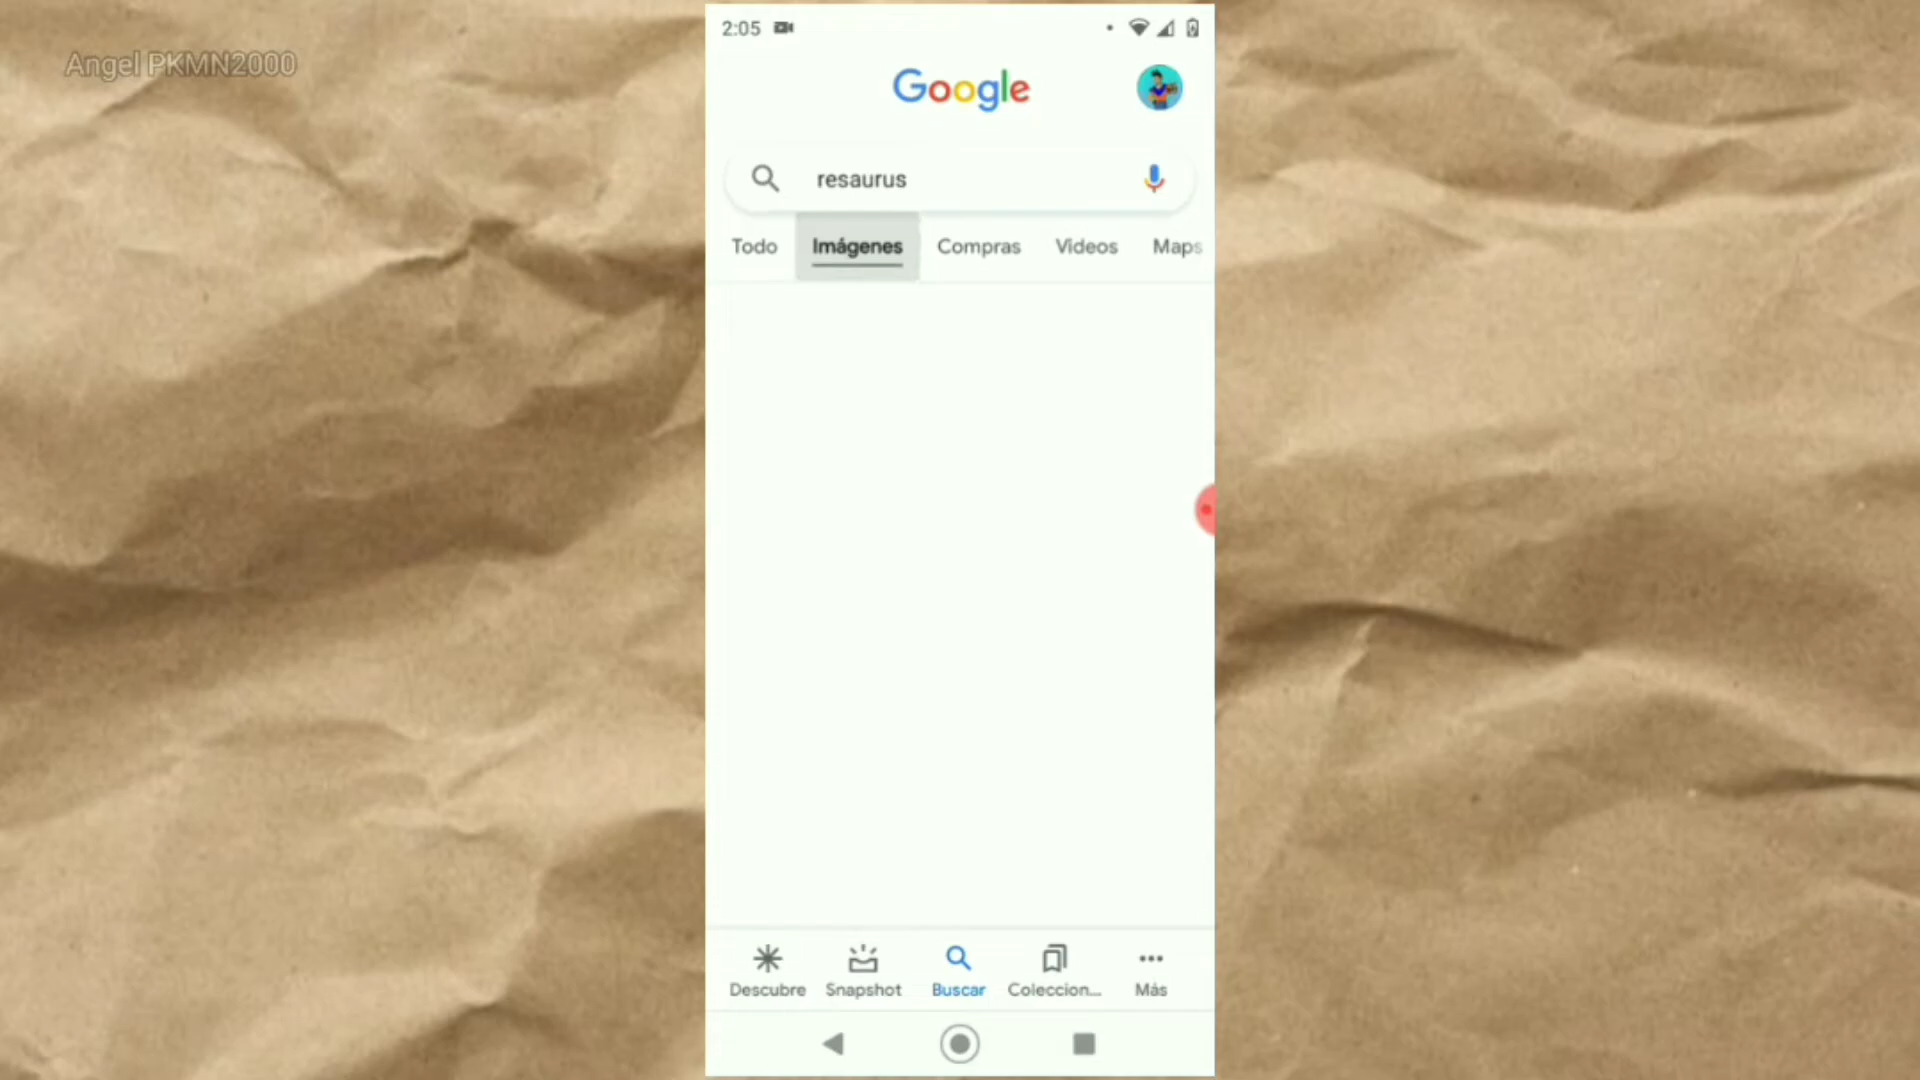 Angel PKMN2000
2:05
Google
resaurus
Todo Imágenes Compras Videos Maps
Descubre Snapshot Buscar Coleccion... Más